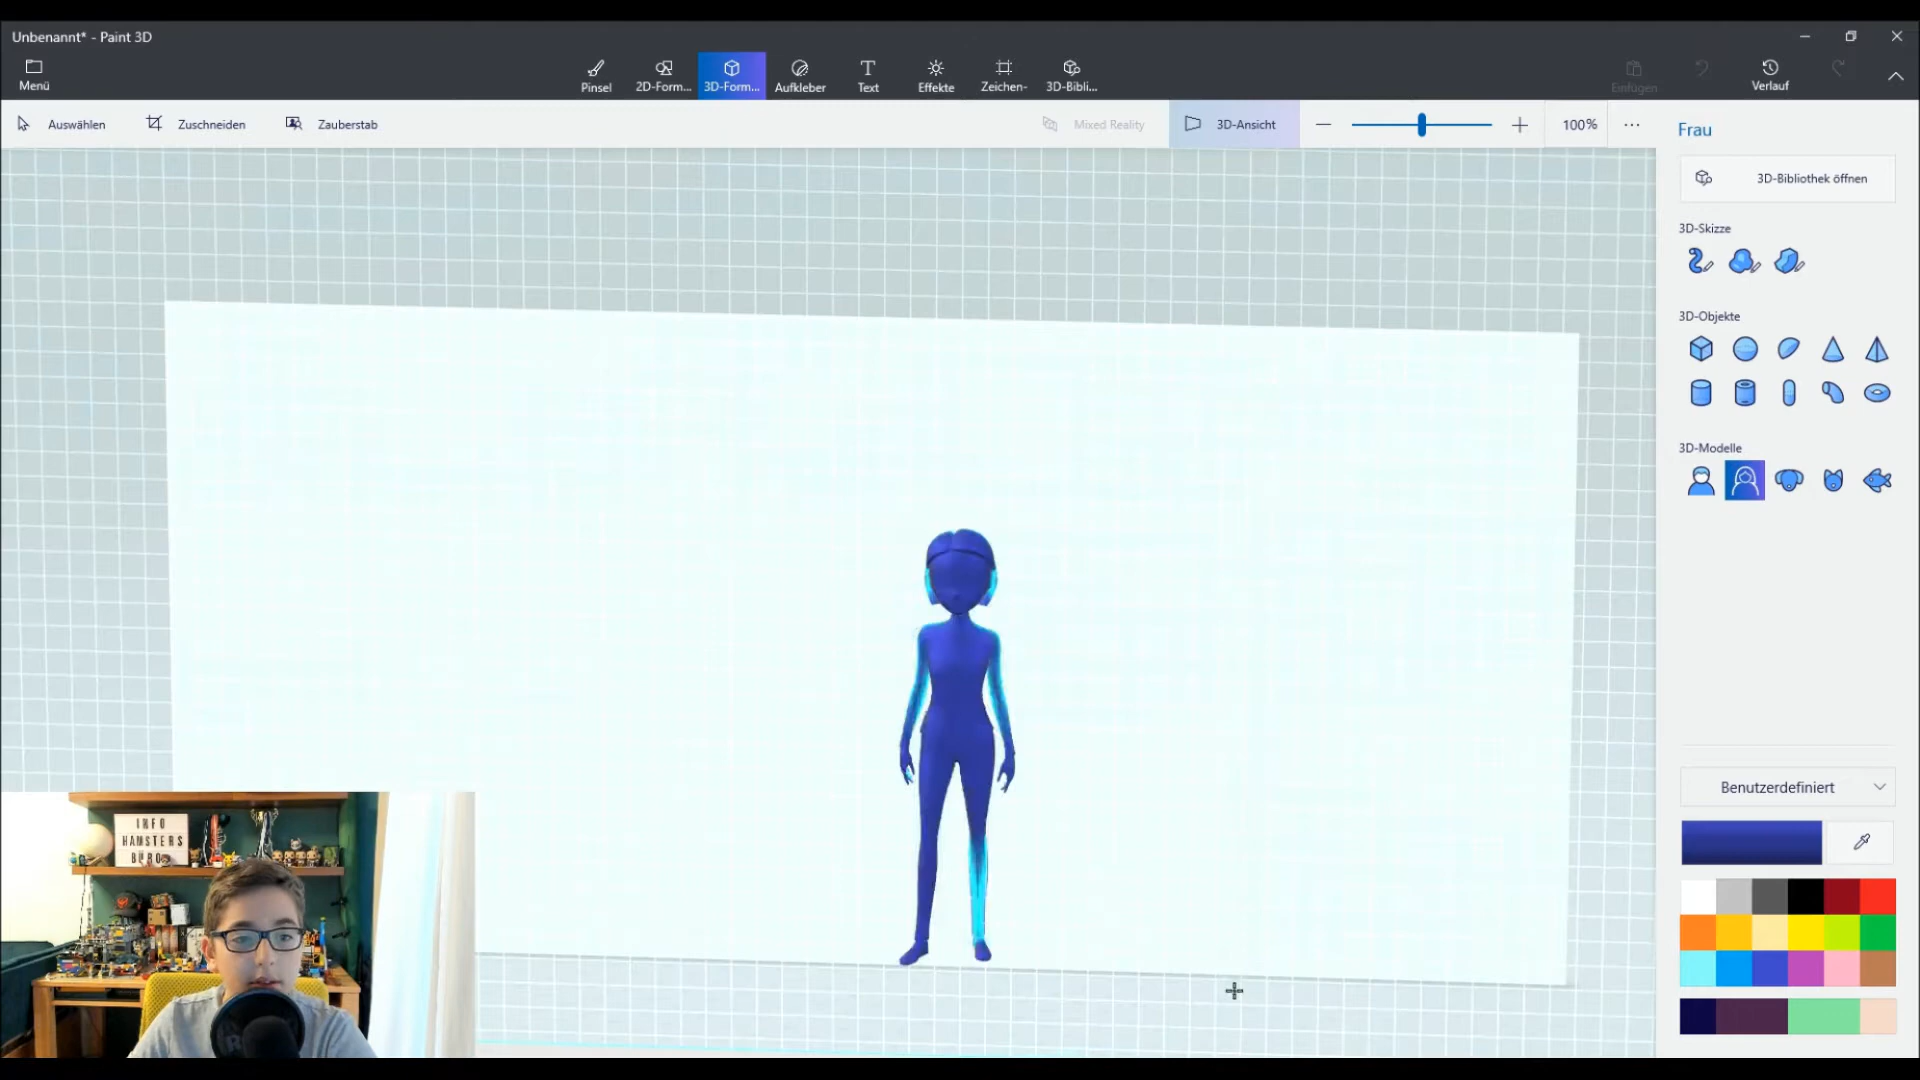 Unbenannt* - Paint 3D
Menü
Pinsel
2D-Form...
3D-Form...
Aufkleber
Text
Effekte
Zeichen-
3D-Bibli...
Einfügen
Verlauf
Auswählen
Zuschneiden
Zauberstab
Mixed Reality
3D-Ansicht
100%
Frau
3D-Bibliothek öffnen
3D-Skizze
3D-Objekte
3D-Modelle
Benutzerdefiniert
INFO
HAMSTERS
BÜRO